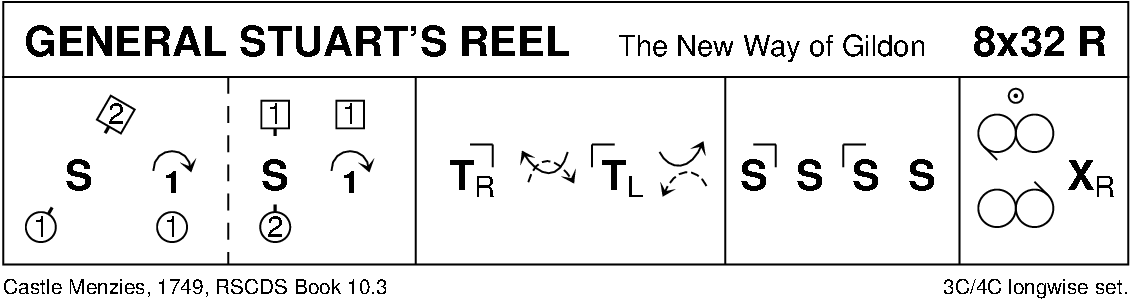 GENERAL STUART'S REEL The New Way of Gildon 8x32 R
2 1 1
S 1 S 1 TR TL S S S S XR
1 1 2
Castle Menzies, 1749, RSCDS Book 10.3 3C/4C longwise set.